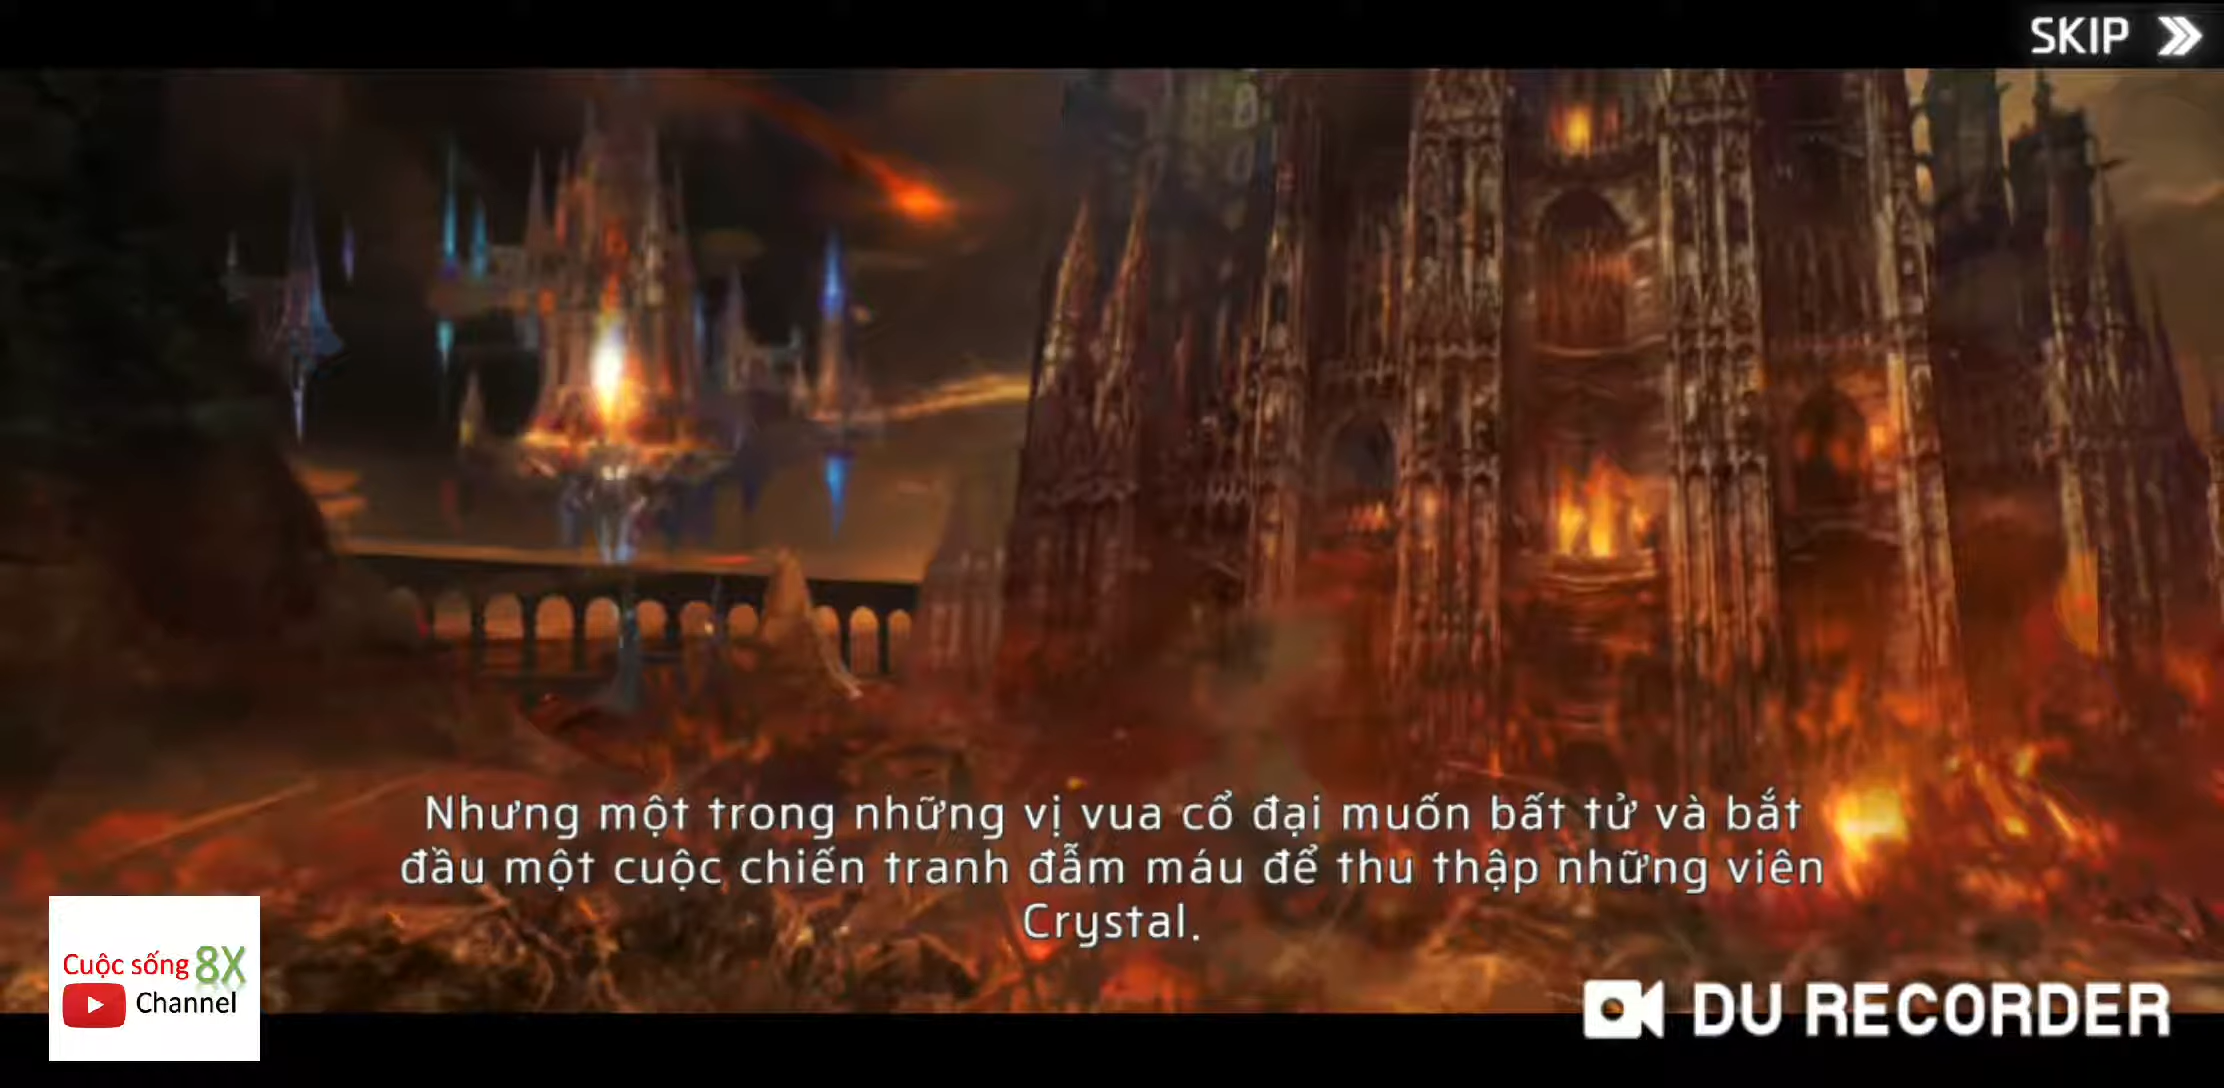 SKIP
Nhưng một trong những vị vua cổ đại muốn bất tử và bắt
đầu một cuộc chiến tranh đẫm máu để thu thập những viên
Crystal.
Cuộc sống 8X
Channel
DU RECORDER